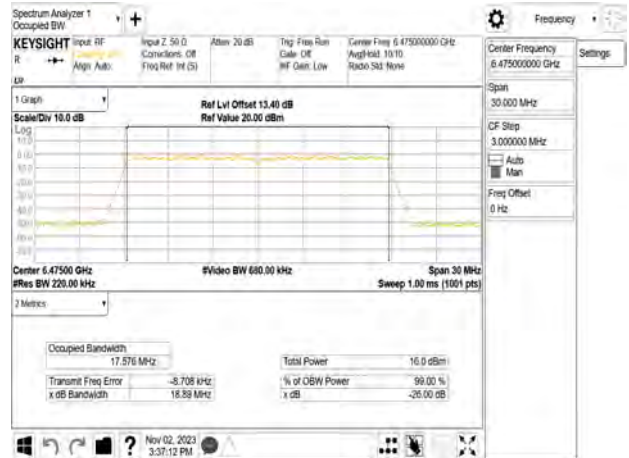 Spectrum Analyzer 1
Occupied BW
+
Frequency
KEYSIGHT
Input: RF
Input Z: 50 Ω
Atten: 20 dB
Trig: Free Run
Center Freq: 6.475000000 GHz
R
Corrections: Off
Gate: Off
Avg|Hold: 10/10
Align: Auto
Freq Ref: Int (S)
#IF Gain: Low
Radio Std: None
Center Frequency
6.475000000 GHz
Settings
Span
30.000 MHz
CF Step
3.000000 MHz
Auto
Man
Freq Offset
0 Hz
1 Graph
Ref Lvl Offset 13.40 dB
Scale/Div 10.0 dB
Ref Value 20.00 dBm
Log
Center 6.47500 GHz
#Video BW 680.00 kHz
Span 30 MHz
#Res BW 220.00 kHz
Sweep 1.00 ms (1001 pts)
2 Metrics
Occupied Bandwidth
17.576 MHz
Total Power
16.0 dBm
Transmit Freq Error
-8.708 kHz
% of OBW Power
99.00 %
x dB Bandwidth
18.89 MHz
x dB
-26.00 dB
?
Nov 02, 2023
3:37:12 PM